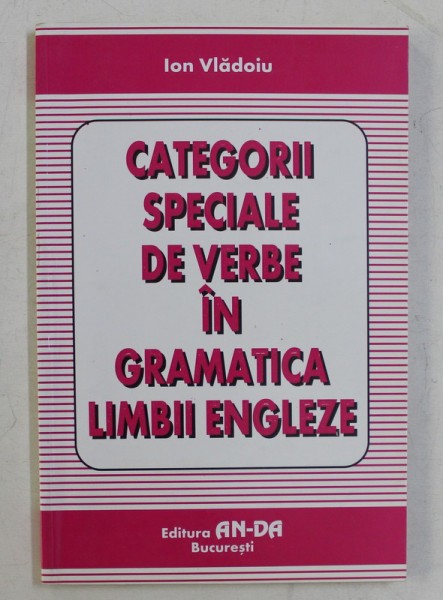 Ion Vlădoiu
CATEGORII
SPECIALE
DE VERBE
ÎN
GRAMATICA
LIMBII ENGLEZE
Editura AN-DA
București